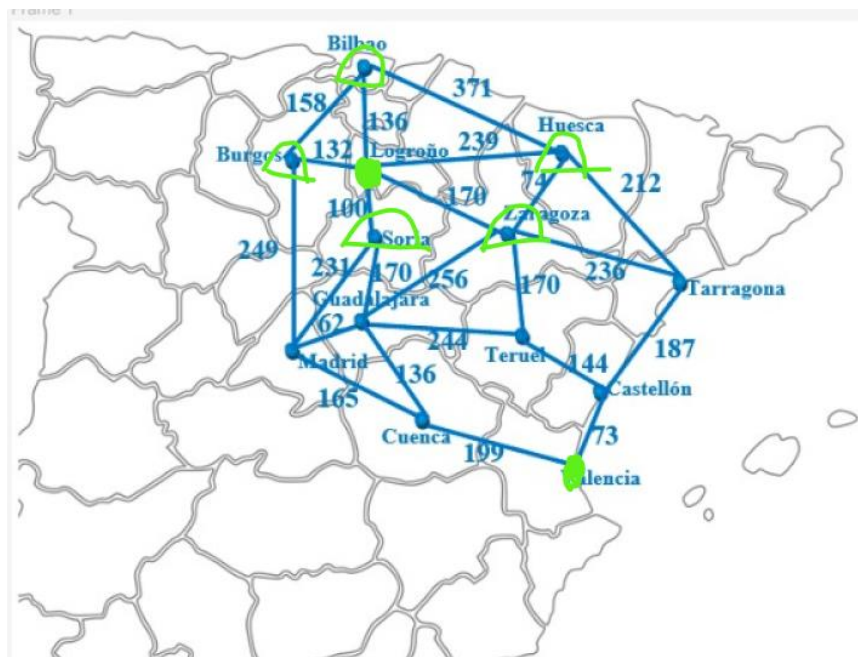 Bilbao
371
158
136
Huesca
Burgos
132
Logroño
239
74
212
170
100
Zaragoza
Soria
249
231
170
256
236
170
Tarragona
Guadalajara
62
244
Teruel
187
Madrid
144
136
Castellón
165
Cuenca
73
199
Valencia